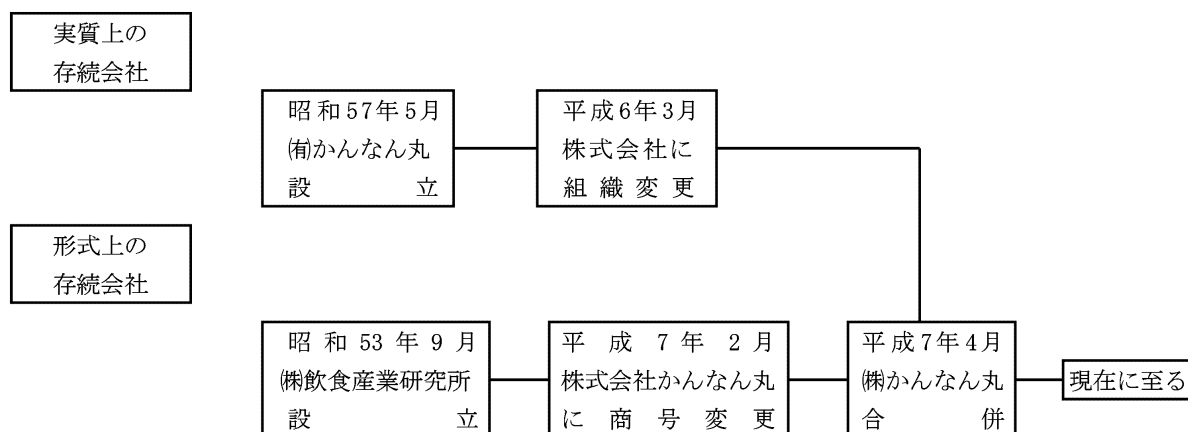 実質上の
存続会社
昭和57年5月
㈲かんなん丸
設立
平成6年3月
株式会社に
組織変更
形式上の
存続会社
昭和53年9月
㈱飲食産業研究所
設立
平成7年2月
株式会社かんなん丸
に商号変更
平成7年4月
㈱かんなん丸
合併
現在に至る